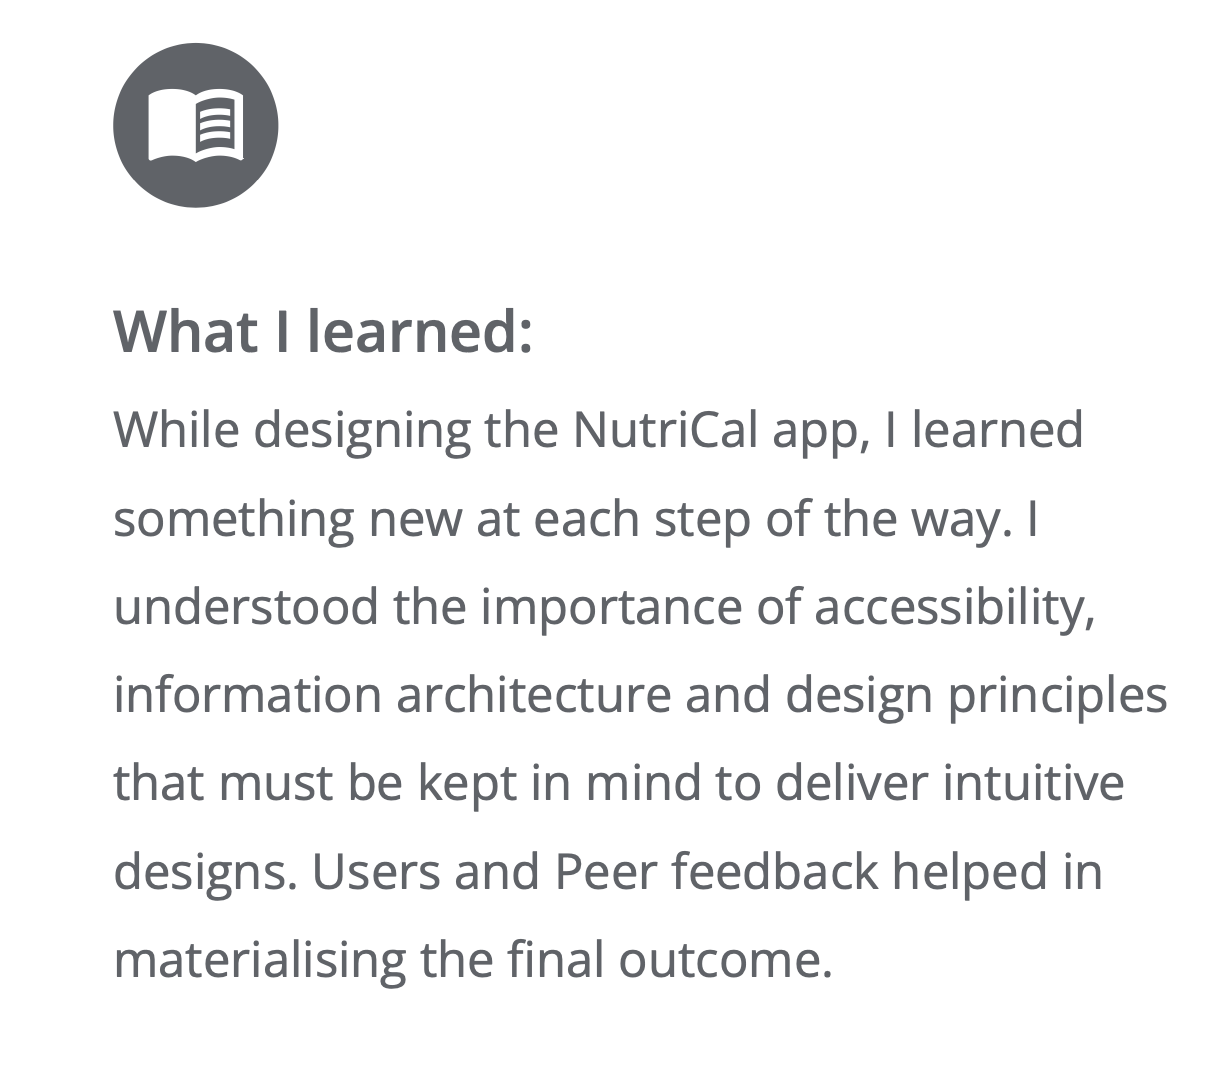 What I learned:
While designing the NutriCal app, I learned
something new at each step of the way. I
understood the importance of accessibility,
information architecture and design principles
that must be kept in mind to deliver intuitive
designs. Users and Peer feedback helped in
materialising the final outcome.